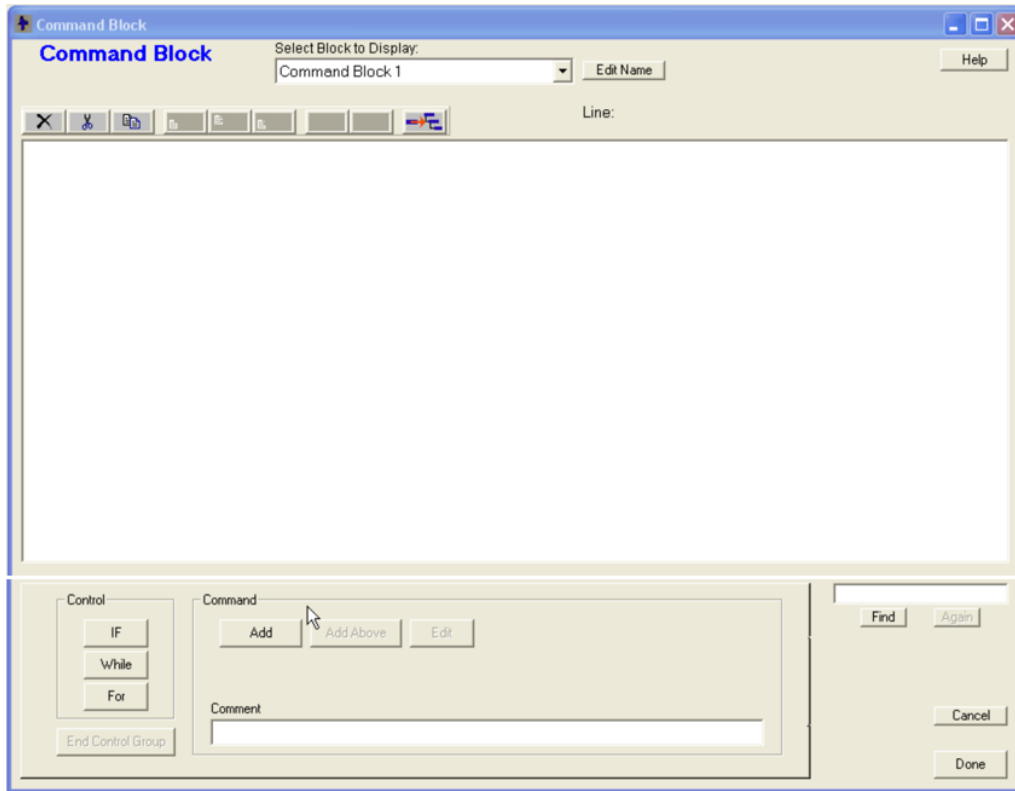 Command Block
Command Block
Select Block to Display:
Command Block 1
Edit Name
Help
Line:
Control
IF
While
For
End Control Group
Command
Add
Add Above
Edit
Comment
Find
Again
Cancel
Done